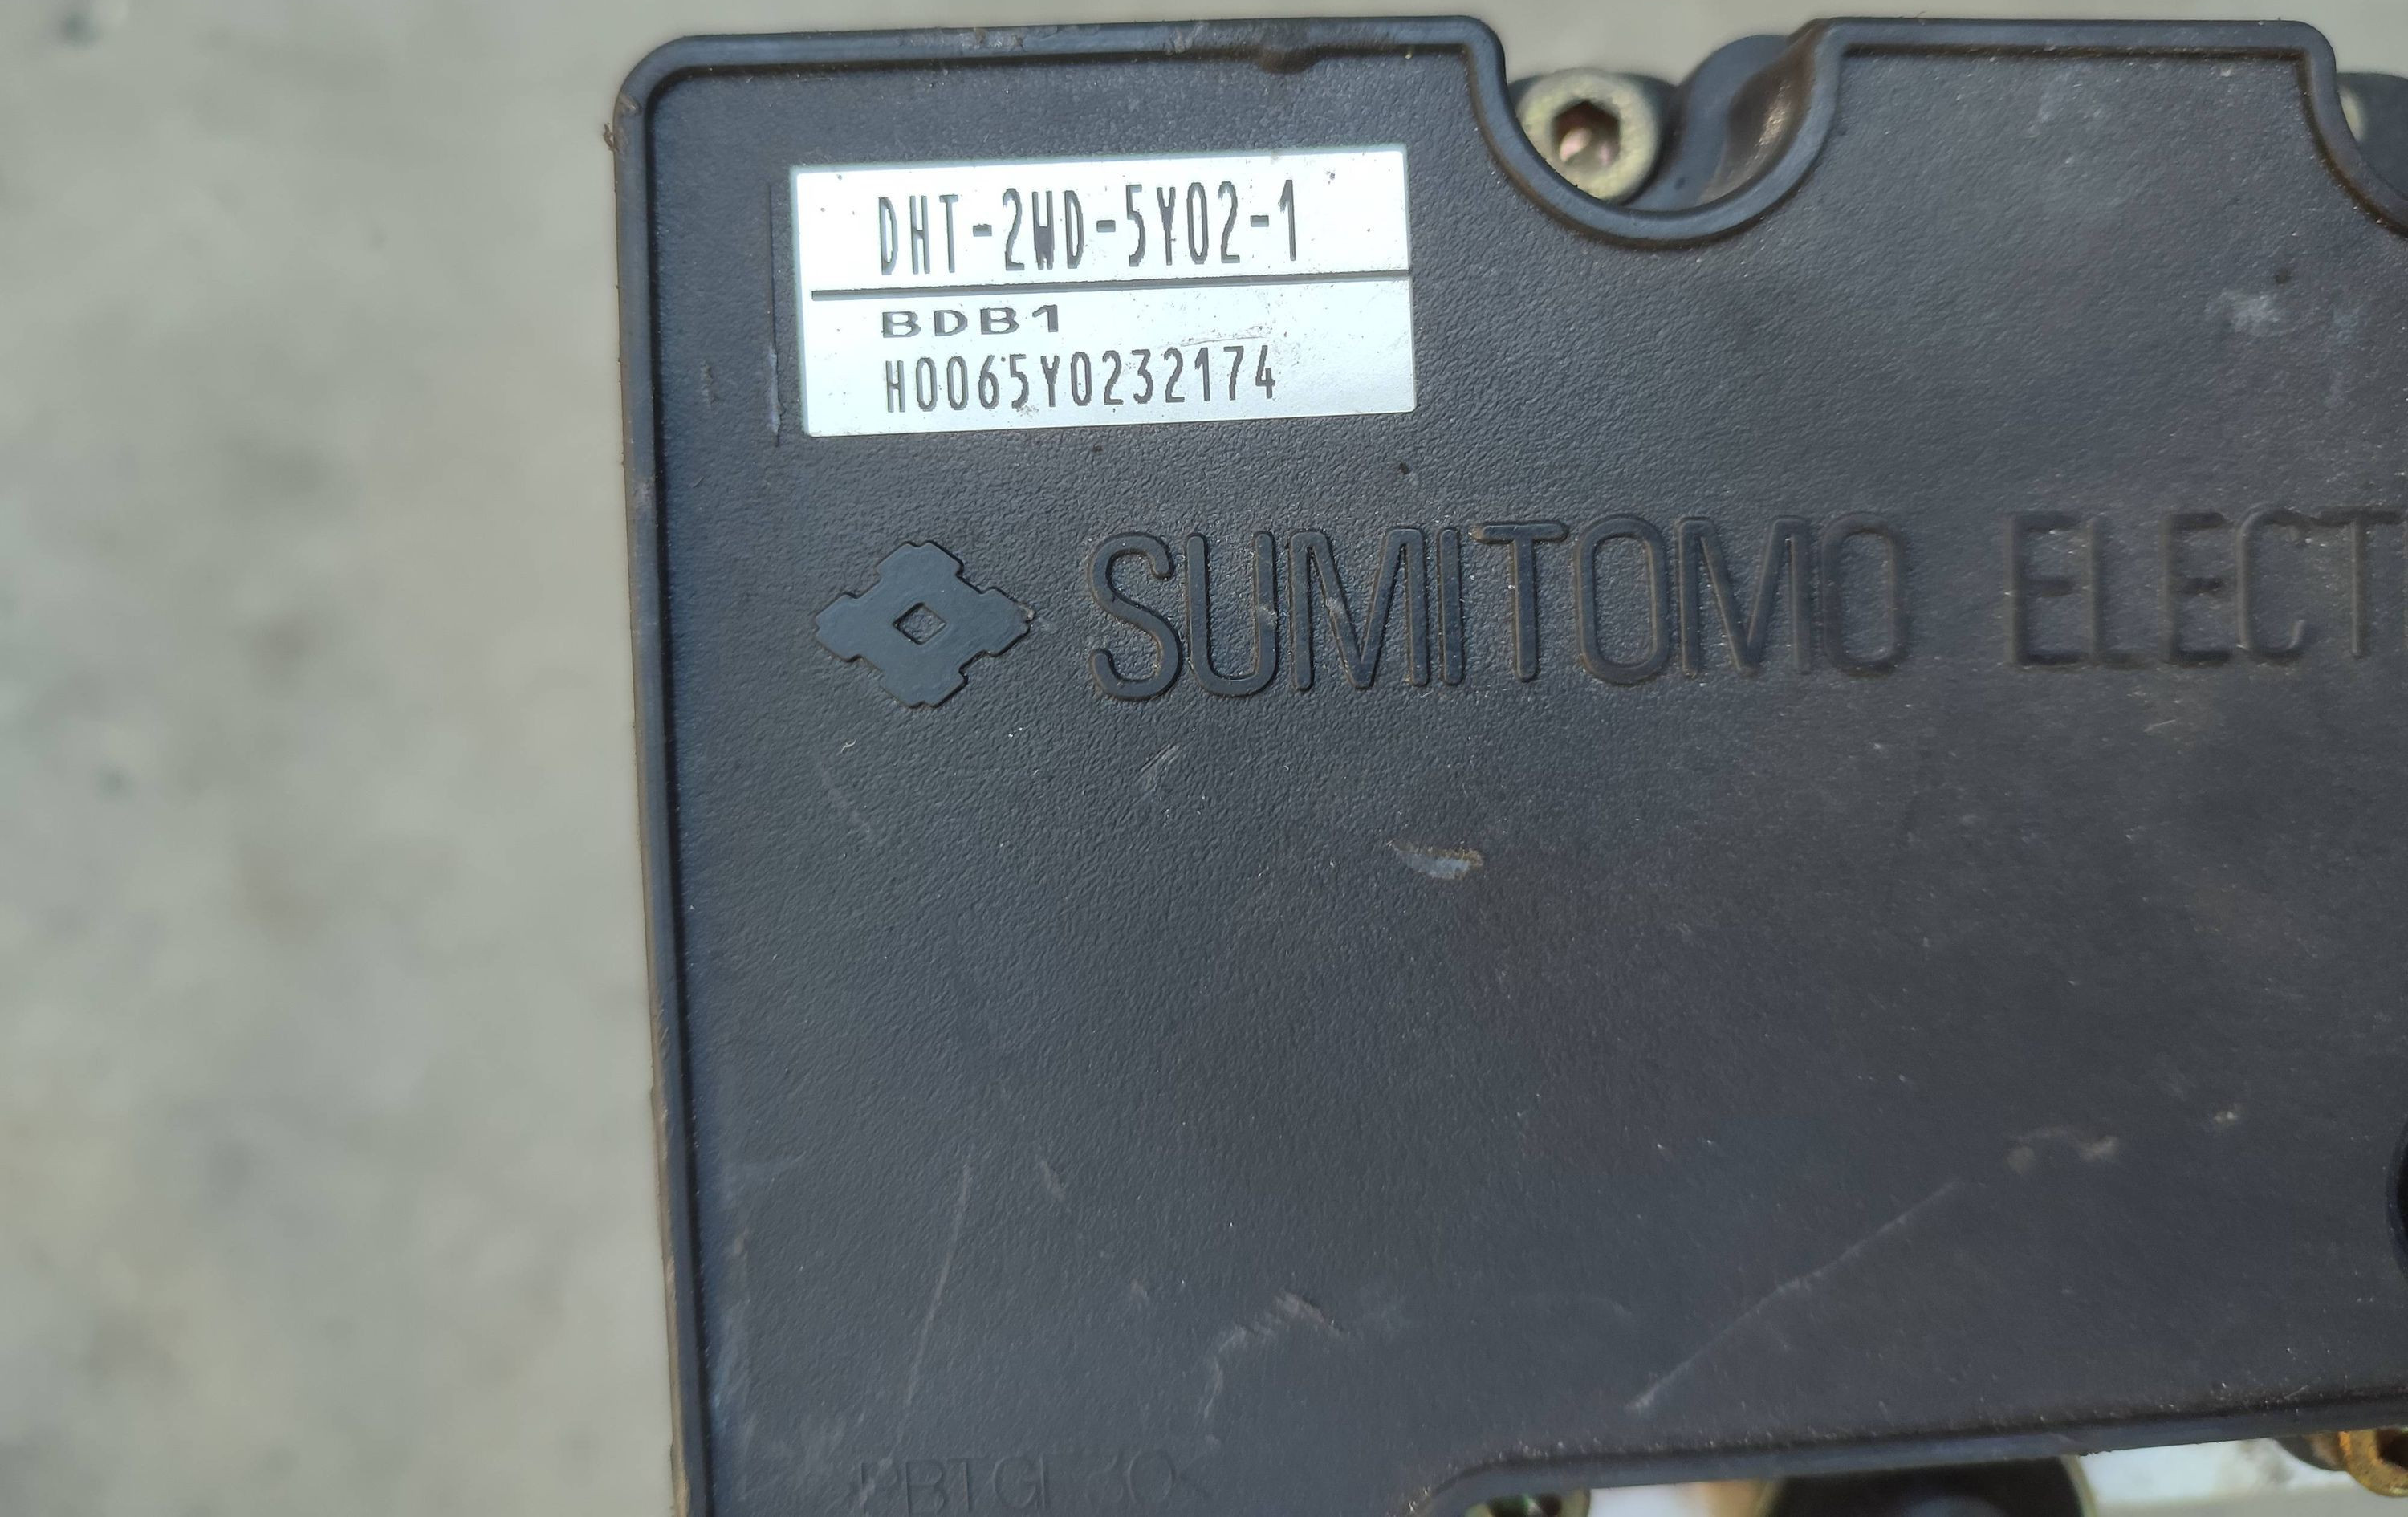 DHT-2WD-5Y02-1
BDB1
H0065Y0232174
SUMITOMO ELECT